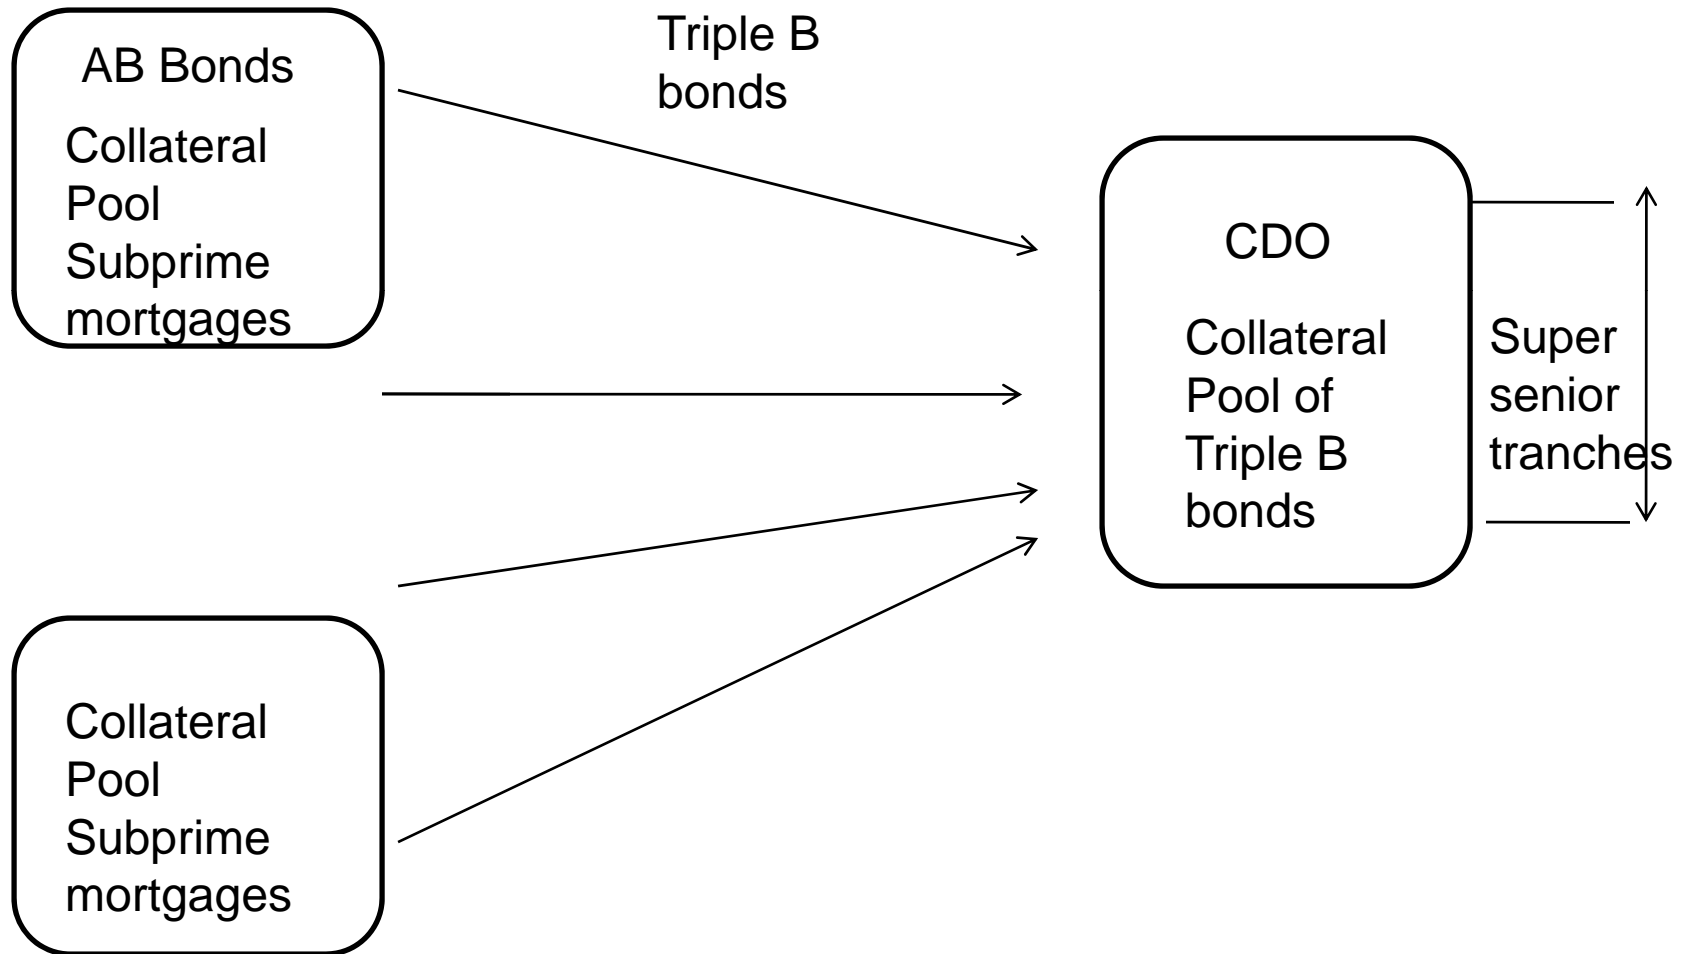 AB Bonds
Collateral
Pool
Subprime
mortgages
Triple B
bonds
CDO
Collateral
Pool of
Triple B
bonds
Super
senior
tranches
Collateral
Pool
Subprime
mortgages